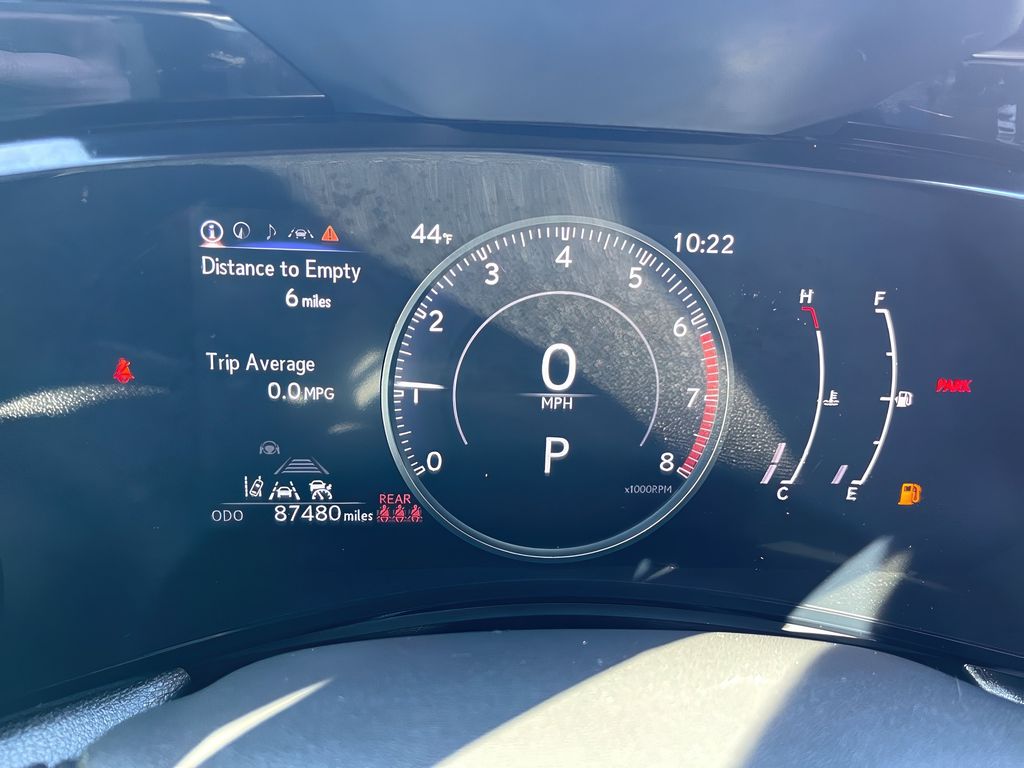 44°F
10:22
Distance to Empty
6 miles
Trip Average
0.0 MPG
ODO 87480 miles
REAR
0
1
2
3
4
5
6
7
8
0
MPH
P
x1000RPM
H
C
F
E
PARK